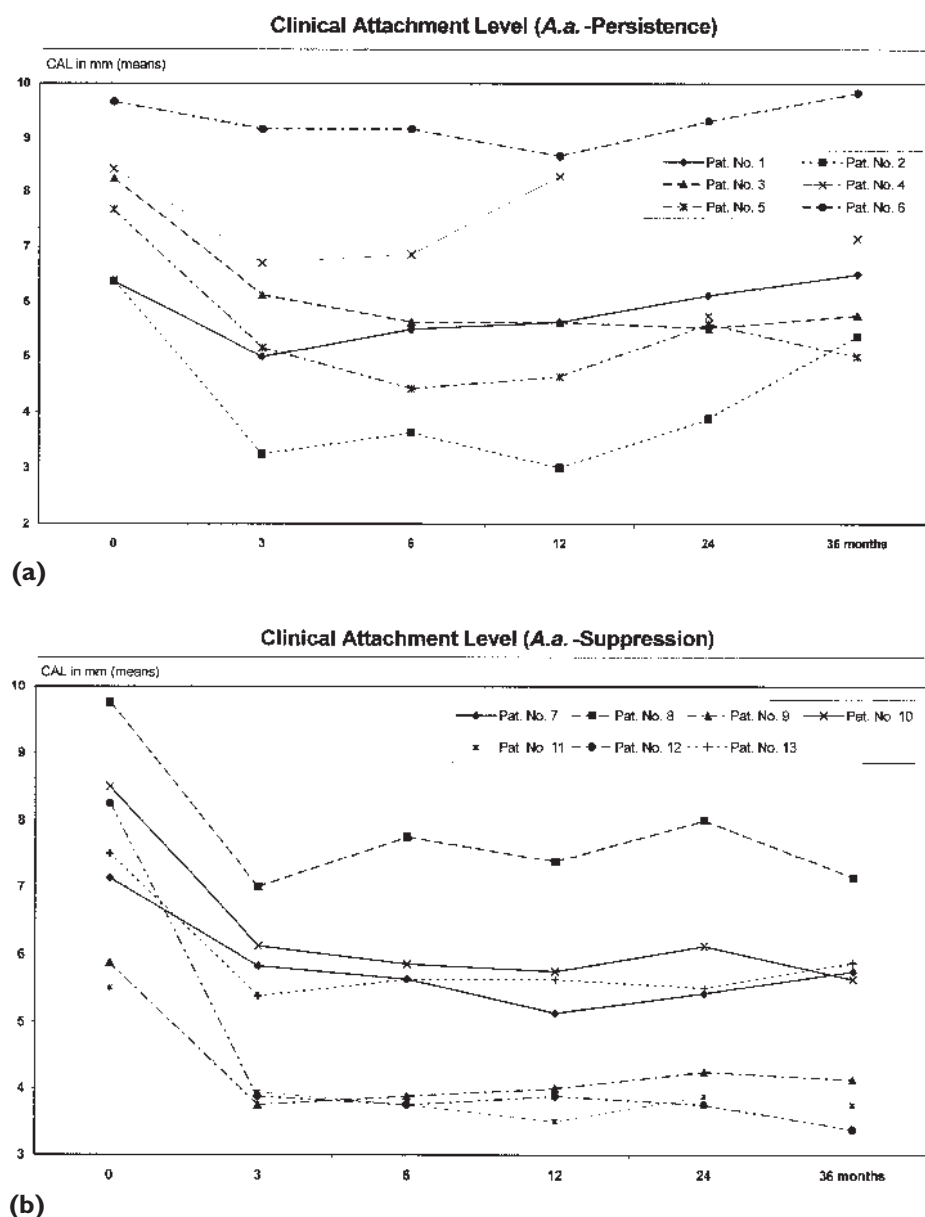 Clinical Attachment Level (A.a. -Persistence)
CAL in mm (means)
10
9
8
7
6
5
4
3
2
Pat. No. 1 Pat. No. 2
Pat. No. 3 Pat. No. 4
Pat. No. 5 Pat. No. 6
0 3 6 12 24 36 months
(a)
Clinical Attachment Level (A.a. -Suppression)
CAL in mm (means)
10
9
8
7
6
5
4
3
Pat. No. 7 Pat. No. 8 Pat. No. 9 Pat. No. 10
Pat. No. 11 Pat. No. 12 Pat. No. 13
0 3 6 12 24 36 months
(b)